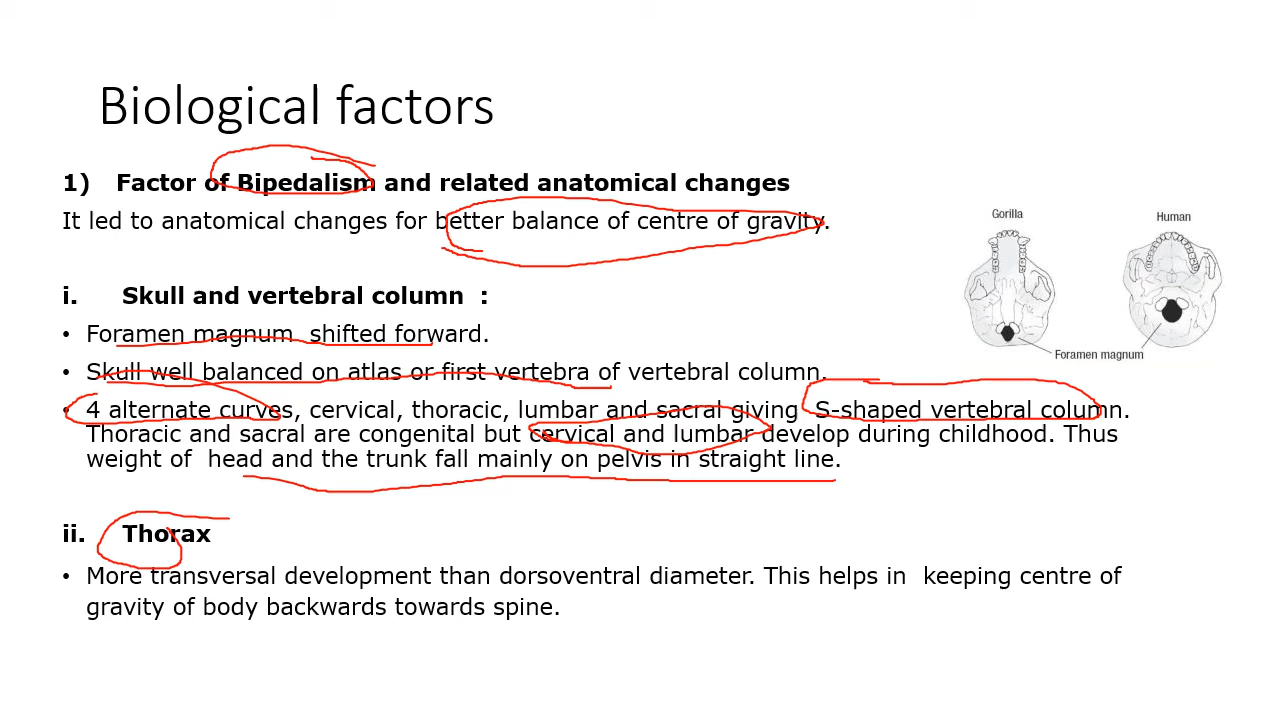 Biological factors
1) Factor of Bipedalism and related anatomical changes
It led to anatomical changes for better balance of centre of gravity.
i. Skull and vertebral column :
• Foramen magnum shifted forward.
• Skull well balanced on atlas or first vertebra of vertebral column.
• 4 alternate curves, cervical, thoracic, lumbar and sacral giving S-shaped vertebral column.
Thoracic and sacral are congenital but cervical and lumbar develop during childhood. Thus
weight of head and the trunk fall mainly on pelvis in straight line.
ii. Thorax
• More transversal development than dorsoventral diameter. This helps in keeping centre of
gravity of body backwards towards spine.
Gorilla
Human
Foramen magnum